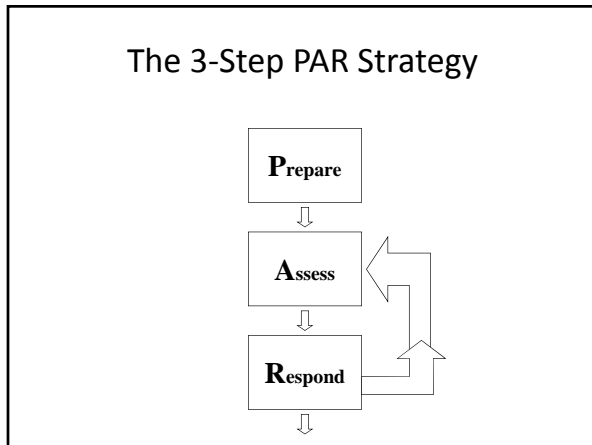 The 3-Step PAR Strategy
Prepare
Assess
Respond